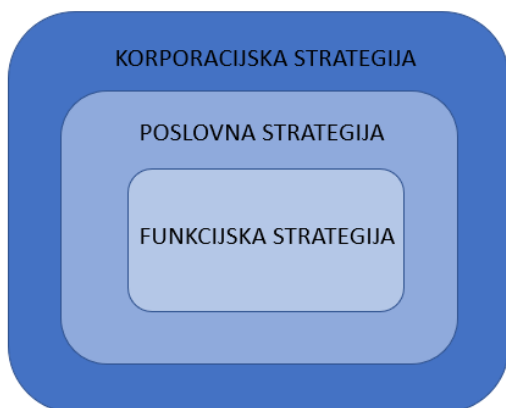 KORPORACIJSKA STRATEGIJA
POSLOVNA STRATEGIJA
FUNKCIJSKA STRATEGIJA